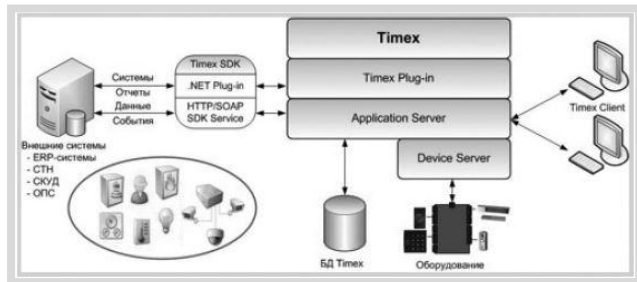 Timex
Timex SDK
Системы
.NET Plug-in
Timex Plug-in
Отчеты
Данные
HTTP/SOAP
SDK Service
Application Server
Timex Client
События
Внешние системы
- ERP-системы
- СТН
- СКУД
- ОПС
Device Server
БД Timex
Оборудование